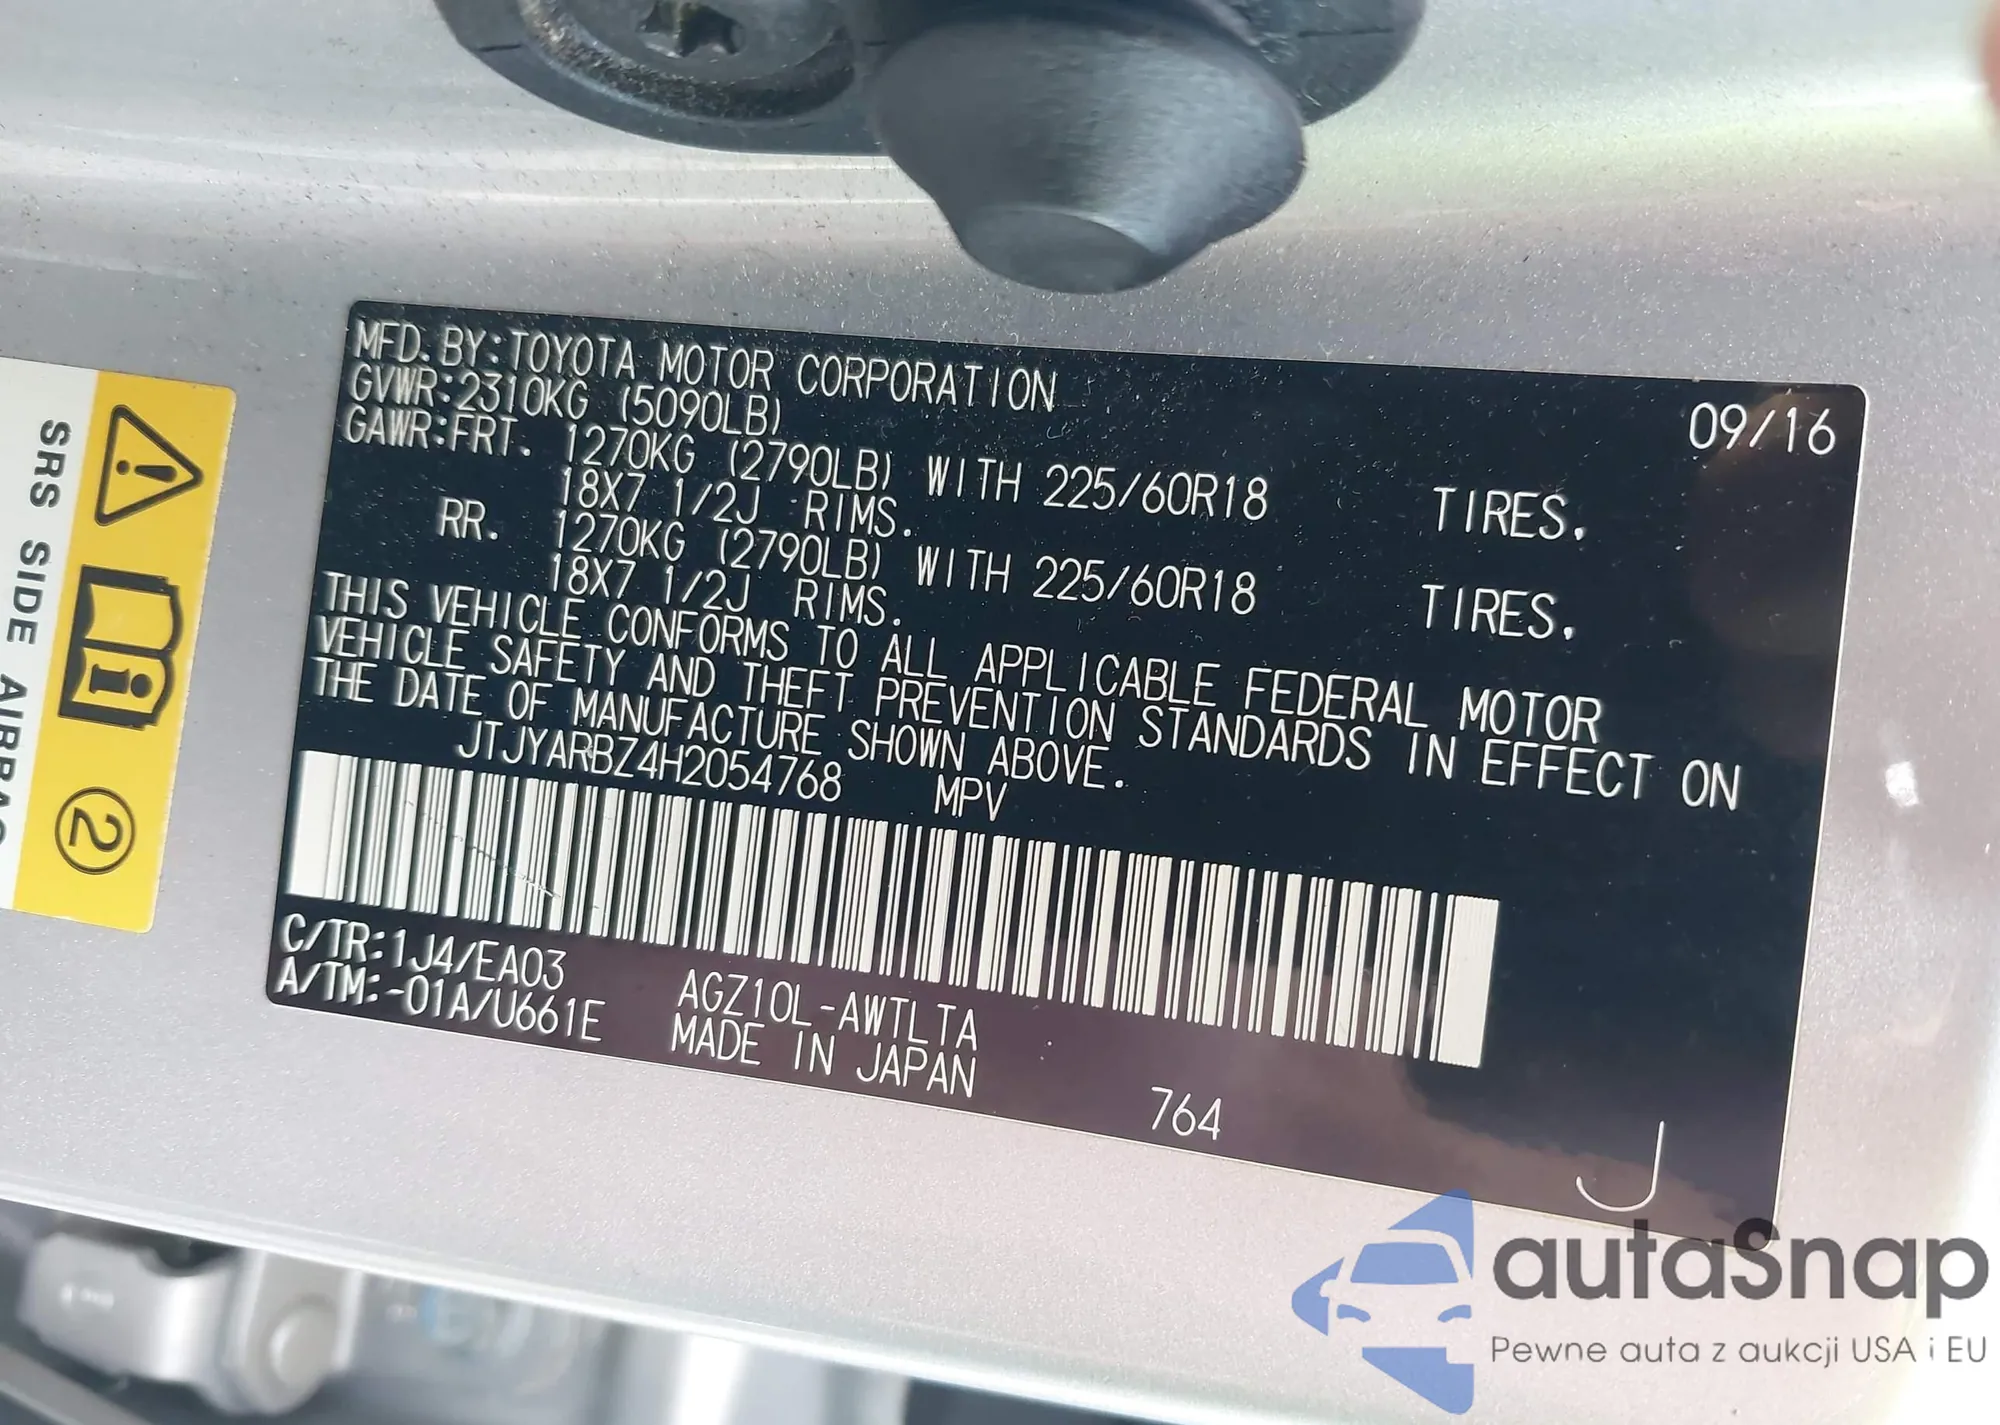 MFD. BY: TOYOTA MOTOR CORPORATION 09/16
GVWR: 2310KG (5090LB)
GAWR: FRT. 1270KG (2790LB) WITH 225/60R18 TIRES,
18X7 1/2J RIMS.
RR. 1270KG (2790LB) WITH 225/60R18 TIRES,
18X7 1/2J RIMS.
THIS VEHICLE CONFORMS TO ALL APPLICABLE FEDERAL MOTOR
VEHICLE SAFETY AND THEFT PREVENTION STANDARDS IN EFFECT ON
THE DATE OF MANUFACTURE SHOWN ABOVE.
JTJYARBZ4H2054768 MPV
C/TR: 1J4/EA03 AGZ10L-AWTLTA
A/TM: -01A/U661E MADE IN JAPAN
764
J
SRS SIDE AIRBAG
2
autoSnap
Pewne auta z aukcji USA i EU